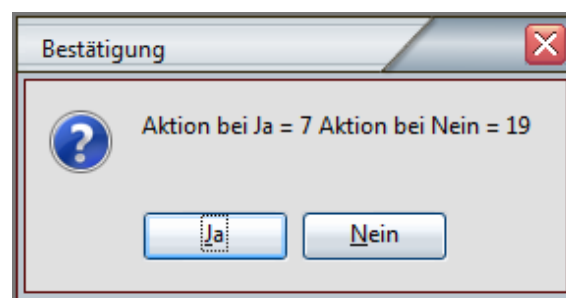 Bestätigung
Aktion bei Ja = 7 Aktion bei Nein = 19
Ja
Nein